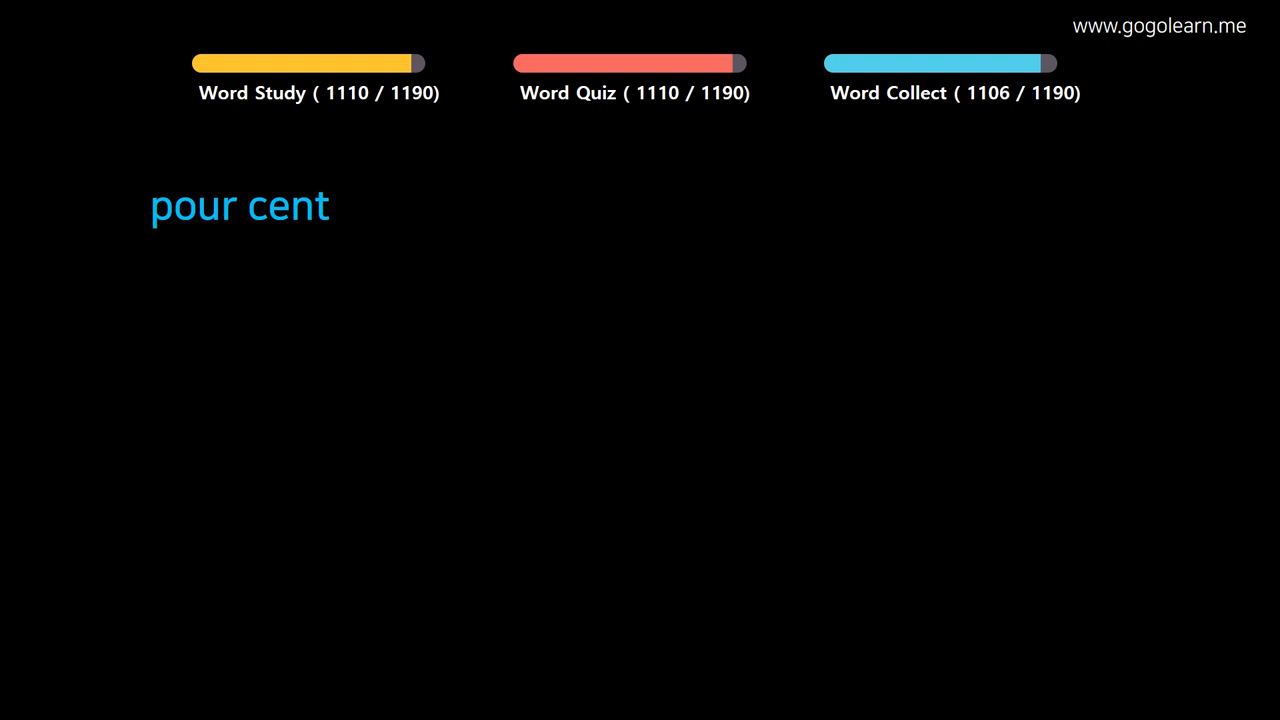 www.gogolearn.me
Word Study ( 1110 / 1190)
Word Quiz ( 1110 / 1190)
Word Collect ( 1106 / 1190)
pour cent